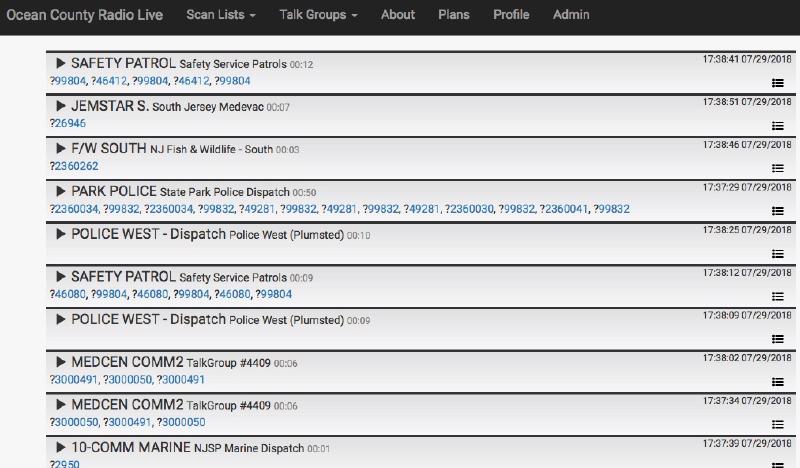 Ocean County Radio Live Scan Lists Talk Groups About Plans Profile Admin
SAFETY PATROL Safety Service Patrols 00:12 17:38:41 07/29/2018
?99804, ?46412, ?99804, ?46412, ?99804
JEMSTAR S. South Jersey Medevac 00:07 17:38:51 07/29/2018
?26946
F/W SOUTH NJ Fish & Wildlife - South 00:03 17:38:46 07/29/2018
?2360262
PARK POLICE State Park Police Dispatch 00:50 17:37:29 07/29/2018
?2360034, ?99832, ?2360034, ?99832, ?49281, ?99832, ?49281, ?99832, ?49281, ?2360030, ?99832, ?2360041, ?99832
POLICE WEST - Dispatch Police West (Plumsted) 00:10 17:38:25 07/29/2018
SAFETY PATROL Safety Service Patrols 00:09 17:38:12 07/29/2018
?46080, ?99804, ?46080, ?99804, ?46080, ?99804
POLICE WEST - Dispatch Police West (Plumsted) 00:09 17:38:09 07/29/2018
MEDCEN COMM2 TalkGroup #4409 00:06 17:38:02 07/29/2018
?3000491, ?3000050, ?3000491
MEDCEN COMM2 TalkGroup #4409 00:06 17:37:34 07/29/2018
?3000050, ?3000491, ?3000050
10-COMM MARINE NJSP Marine Dispatch 00:01 17:37:39 07/29/2018
?2950